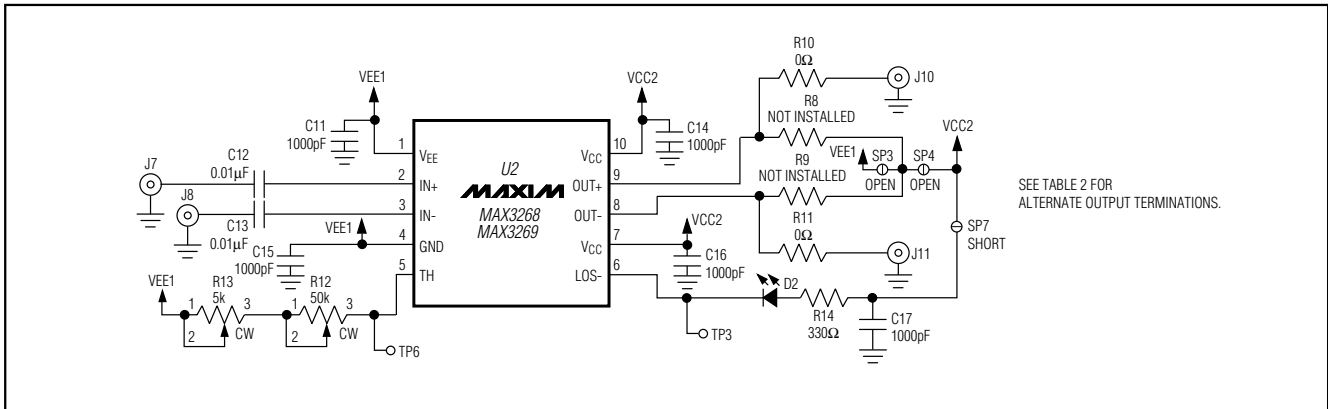 R10
0Ω
J10
VEE1
VCC2
R8
NOT INSTALLED
C11
1000pF
C14
1000pF
VCC2
1
VEE
10
VCC
VEE1
SP3
SP4
OPEN
OPEN
J7
C12
0.01µF
U2
MAXIM
MAX3268
MAX3269
R9
NOT INSTALLED
2
IN+
9
OUT+
J8
3
IN-
8
OUT-
C13
0.01µF
VEE1
4
GND
7
VCC
VCC2
R11
0Ω
J11
SEE TABLE 2 FOR
ALTERNATE OUTPUT TERMINATIONS.
SP7
SHORT
C15
1000pF
C16
1000pF
5
TH
6
LOS-
VEE1
R13
5k
R12
50k
1
3
1
3
2
CW
2
CW
TP6
TP3
D2
R14
330Ω
C17
1000pF